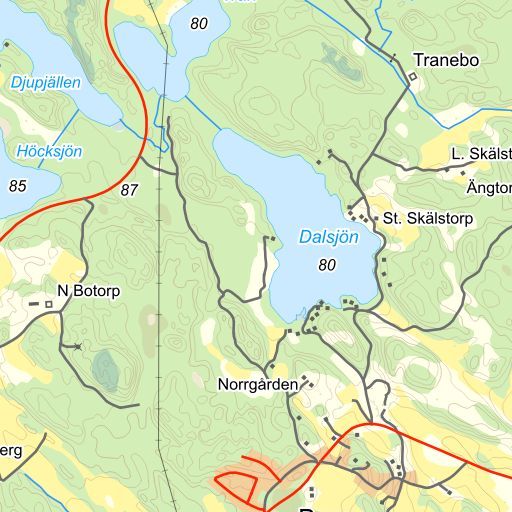 80
Tranebo
Djupjällen
Höcksjön
L. Skälst
85
87
Ängtor
St. Skälstorp
Dalsjön
80
N Botorp
Norrgården
erg